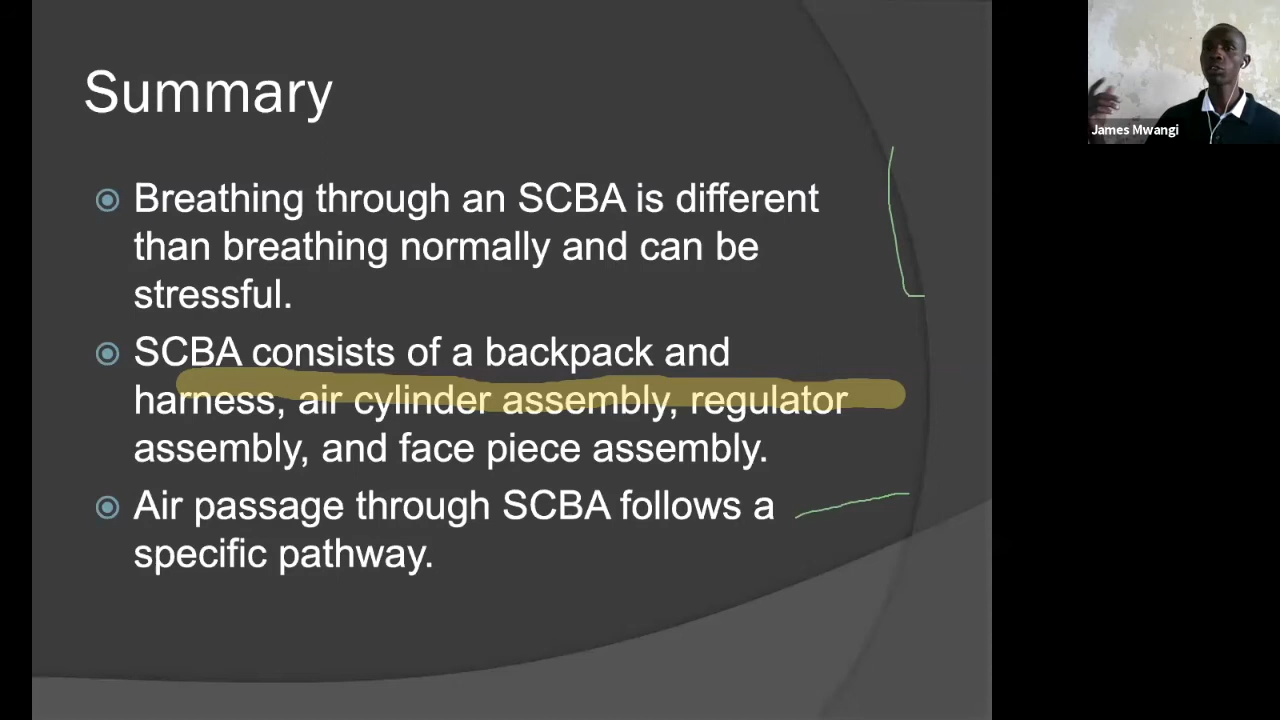 Summary
Breathing through an SCBA is different
than breathing normally and can be
stressful.
SCBA consists of a backpack and
harness, air cylinder assembly, regulator
assembly, and face piece assembly.
Air passage through SCBA follows a
specific pathway.
James Mwangi